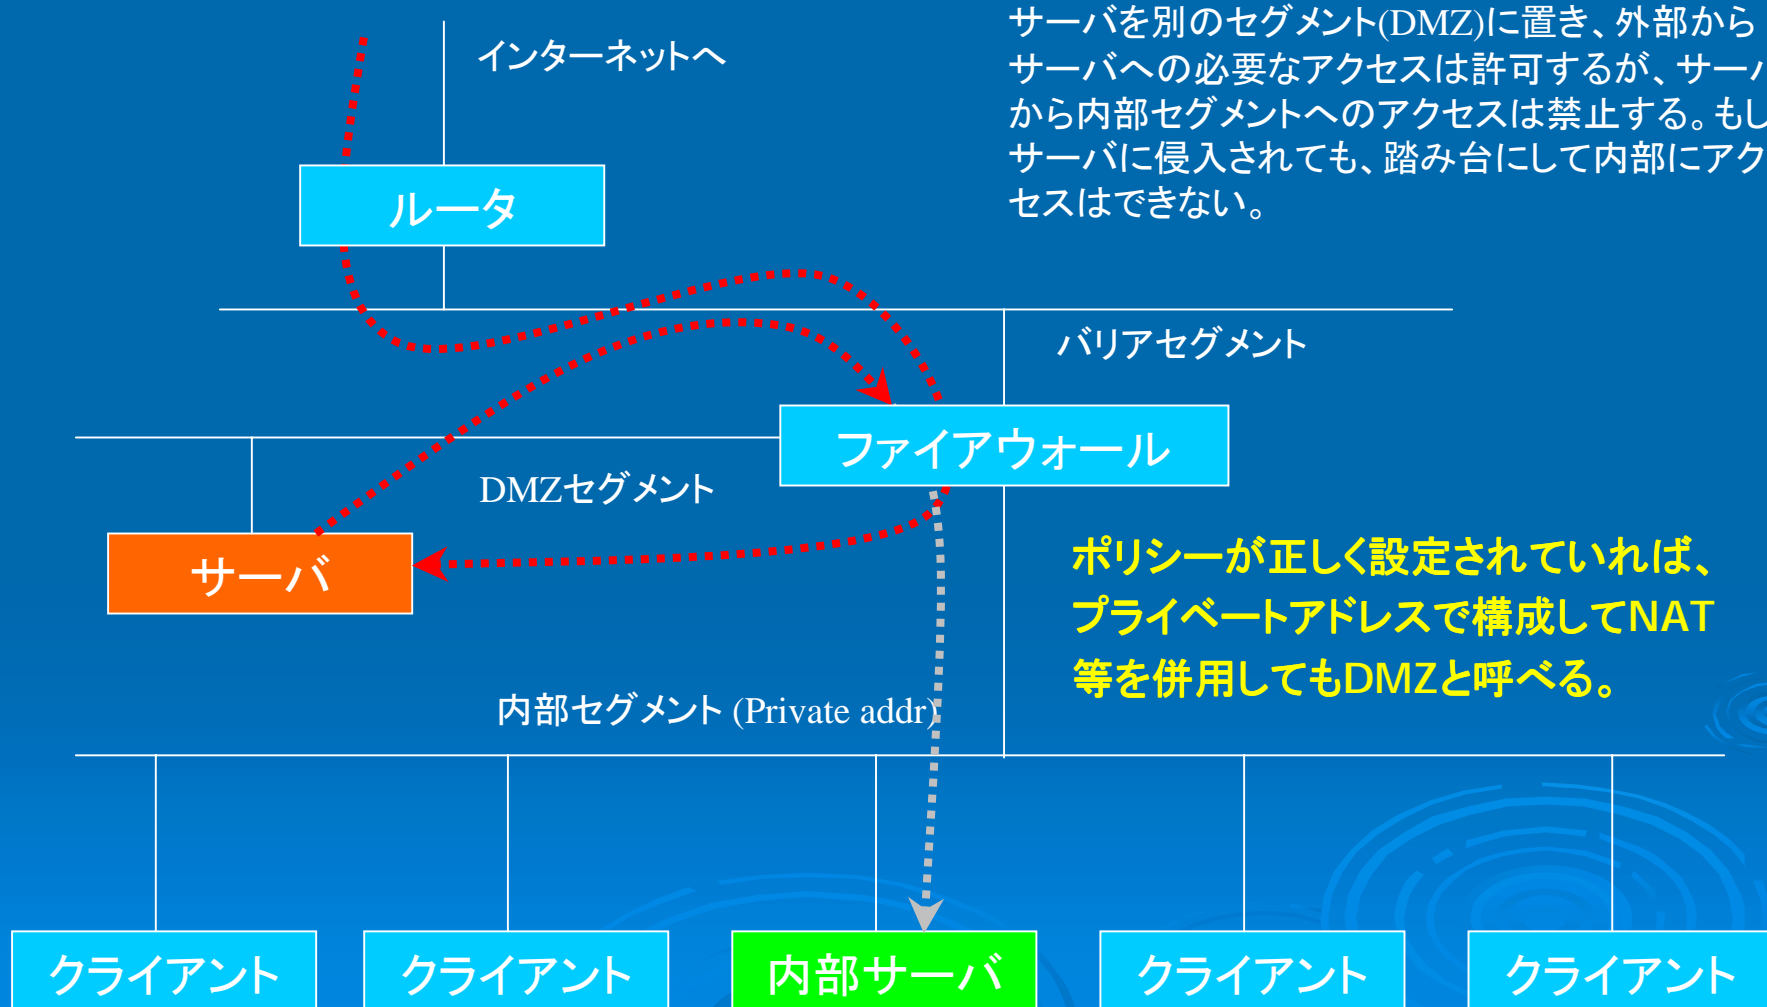 サーバを別のセグメント(DMZ)に置き、外部から
サーバへの必要なアクセスは許可するが、サーバ
から内部セグメントへのアクセスは禁止する。もし
サーバに侵入されても、踏み台にして内部にアク
セスはできない。
インターネットへ
ルータ
バリアセグメント
ファイアウォール
DMZセグメント
サーバ
ポリシーが正しく設定されていれば、
プライベートアドレスで構成してNAT
等を併用してもDMZと呼べる。
内部セグメント (Private addr)
クライアント
クライアント
内部サーバ
クライアント
クライアント